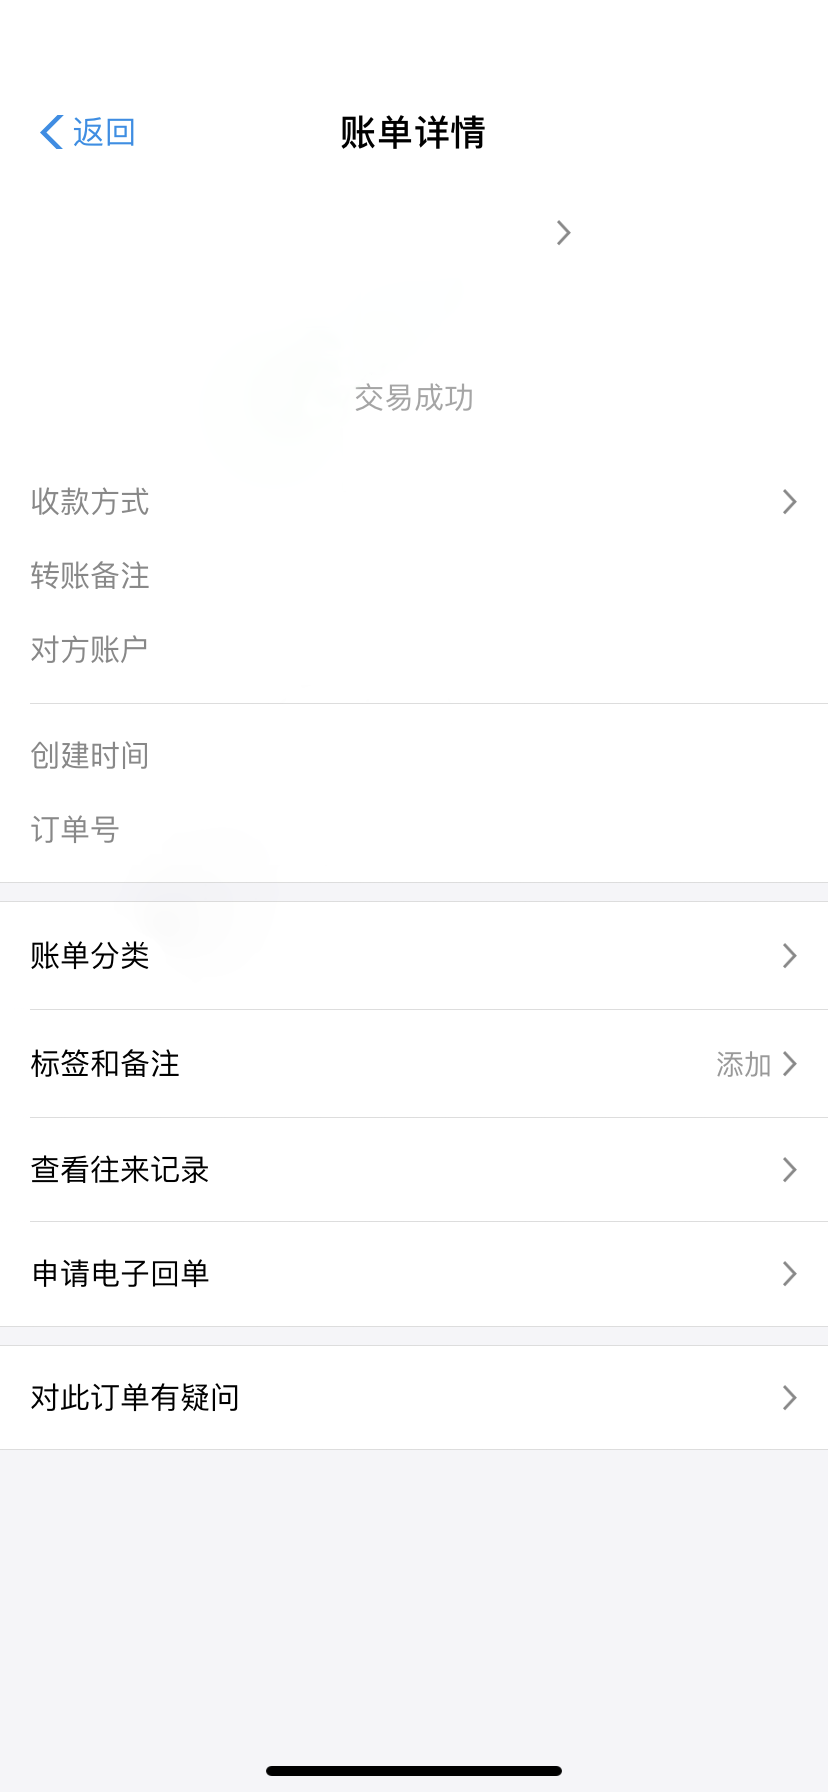 返回
账单详情
交易成功
收款方式
转账备注
对方账户
创建时间
订单号
账单分类
标签和备注 添加
查看往来记录
申请电子回单
对此订单有疑问